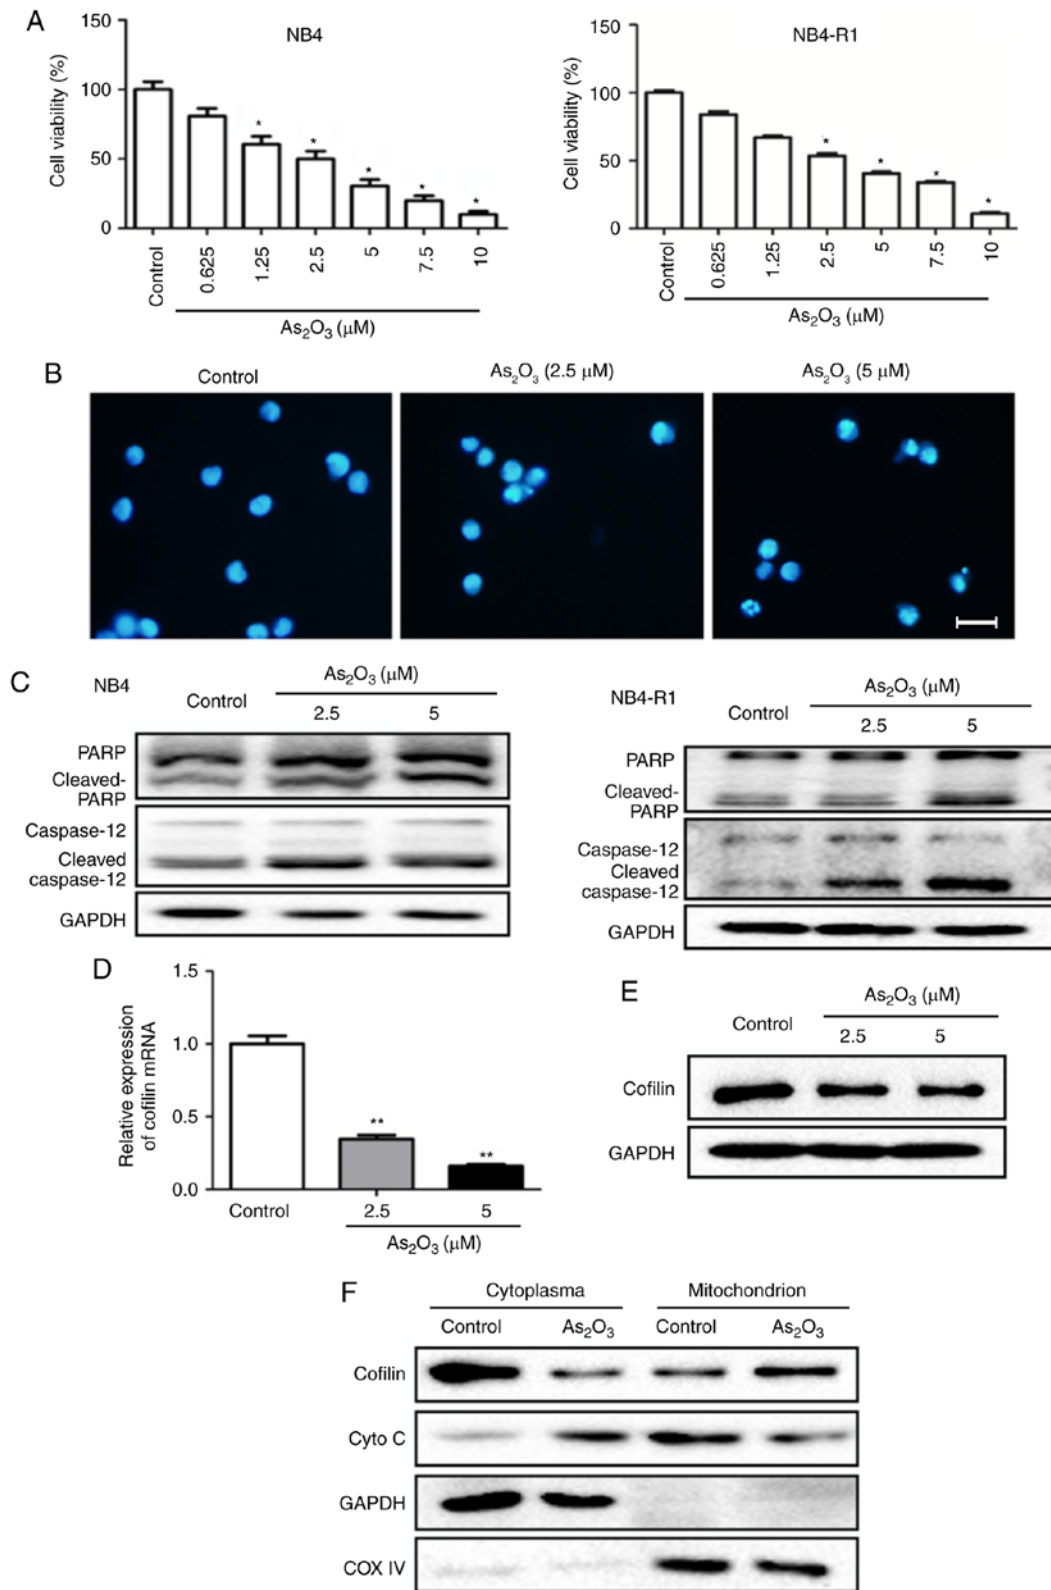 A
NB4
Cell viability (%)
150
100
50
0
Control
0.625
1.25
2.5
5
7.5
10
*
*
*
*
*
As₂O₃ (μM)
NB4-R1
Cell viability (%)
150
100
50
0
Control
0.625
1.25
2.5
5
7.5
10
*
*
*
*
As₂O₃ (μM)
B
Control
As₂O₃ (2.5 μM)
As₂O₃ (5 μM)
C
NB4
Control
As₂O₃ (μM)
2.5 5
PARP
Cleaved-
PARP
Caspase-12
Cleaved
caspase-12
GAPDH
NB4-R1
Control
As₂O₃ (μM)
2.5 5
PARP
Cleaved-
PARP
Caspase-12
Cleaved
caspase-12
GAPDH
D
Relative expression
of cofilin mRNA
1.5
1.0
0.5
0.0
**
**
Control 2.5 5
As₂O₃ (μM)
E
Control
As₂O₃ (μM)
2.5 5
Cofilin
GAPDH
F
Cytoplasma Mitochondrion
Control As₂O₃ Control As₂O₃
Cofilin
Cyto C
GAPDH
COX IV